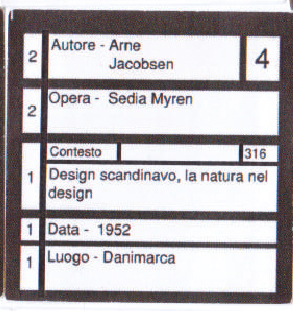 2 Autore - Arne 4
Jacobsen
2 Opera - Sedia Myren
Contesto 316
1 Design scandinavo, la natura nel
design
1 Data - 1952
1 Luogo - Danimarca